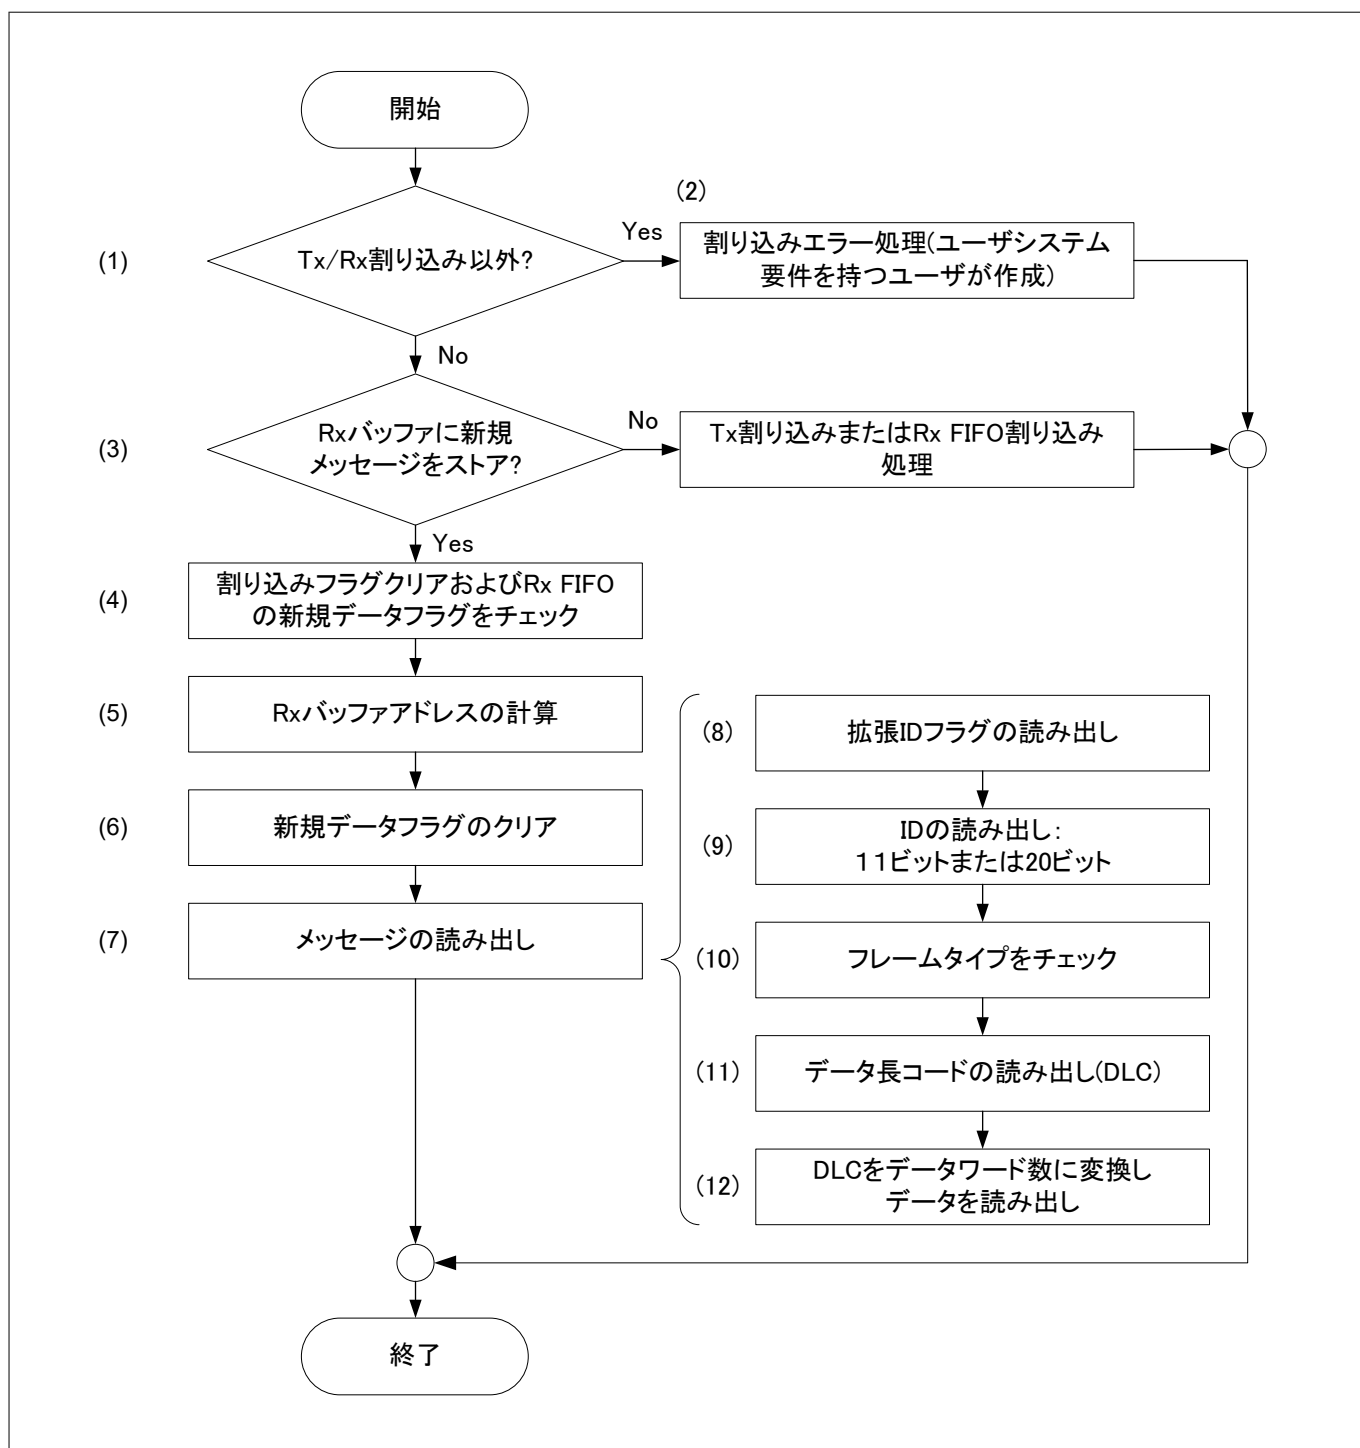 開始
(1)
Tx/Rx割り込み以外?
Yes
(2)
割り込みエラー処理(ユーザシステム
要件を持つユーザが作成)
No
(3)
Rxバッファに新規
メッセージをストア?
No
Tx割り込みまたはRx FIFO割り込み
処理
Yes
(4)
割り込みフラグクリアおよびRx FIFO
の新規データフラグをチェック
(5)
Rxバッファアドレスの計算
(6)
新規データフラグのクリア
(7)
メッセージの読み出し
(8)
拡張IDフラグの読み出し
(9)
IDの読み出し:
11ビットまたは20ビット
(10)
フレームタイプをチェック
(11)
データ長コードの読み出し(DLC)
(12)
DLCをデータワード数に変換し
データを読み出し
終了